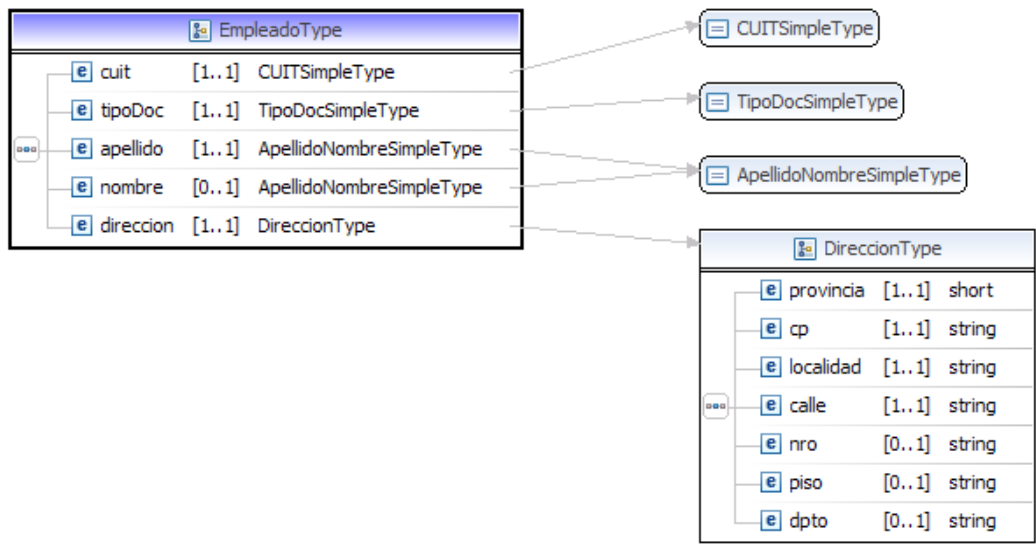 EmpleadoType
e cuit [1..1] CUITSimpleType
e tipoDoc [1..1] TipoDocSimpleType
e apellido [1..1] ApellidoNombreSimpleType
e nombre [0..1] ApellidoNombreSimpleType
e direccion [1..1] DireccionType
CUITSimpleType
TipoDocSimpleType
ApellidoNombreSimpleType
DireccionType
e provincia [1..1] short
e cp [1..1] string
e localidad [1..1] string
e calle [1..1] string
e nro [0..1] string
e piso [0..1] string
e dpto [0..1] string